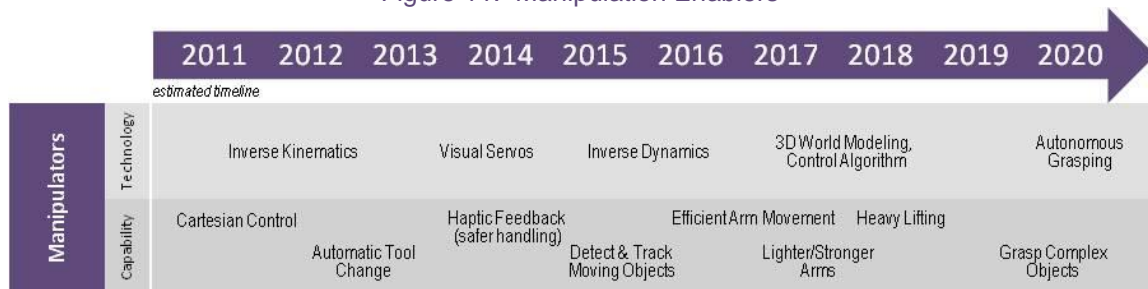 Figure 11: Manipulation Enablers
2011 2012 2013 2014 2015 2016 2017 2018 2019 2020
estimated timeline
Manipulators
Technology
Inverse Kinematics
Visual Servos
Inverse Dynamics
3D World Modeling,
Control Algorithm
Autonomous
Grasping
Capability
Cartesian Control
Automatic Tool
Change
Haptic Feedback
(safer handling)
Detect & Track
Moving Objects
Efficient Arm Movement
Lighter/Stronger
Arms
Heavy Lifting
Grasp Complex
Objects